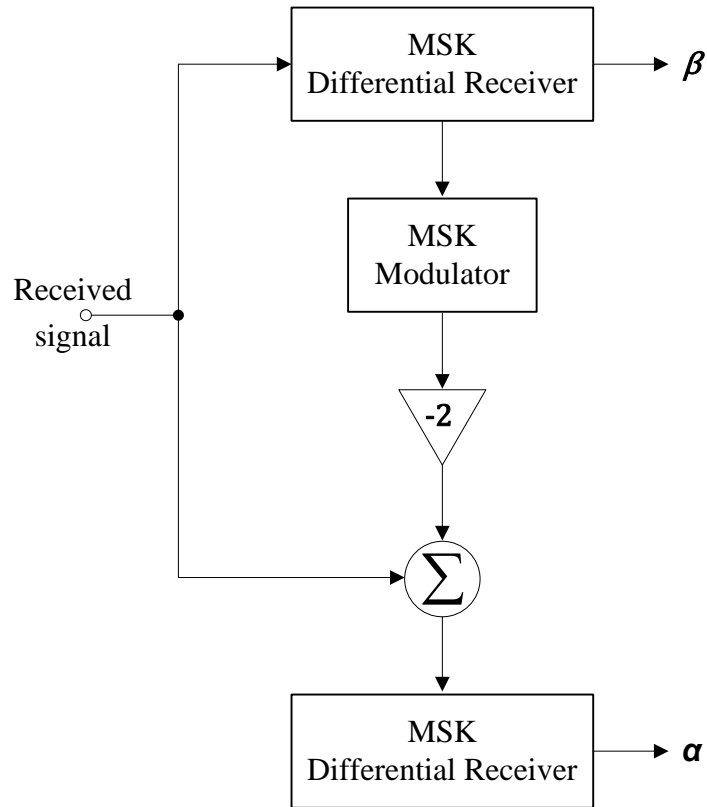 MSK
Differential Receiver
β
MSK
Modulator
Received
signal
-2
Σ
MSK
Differential Receiver
α